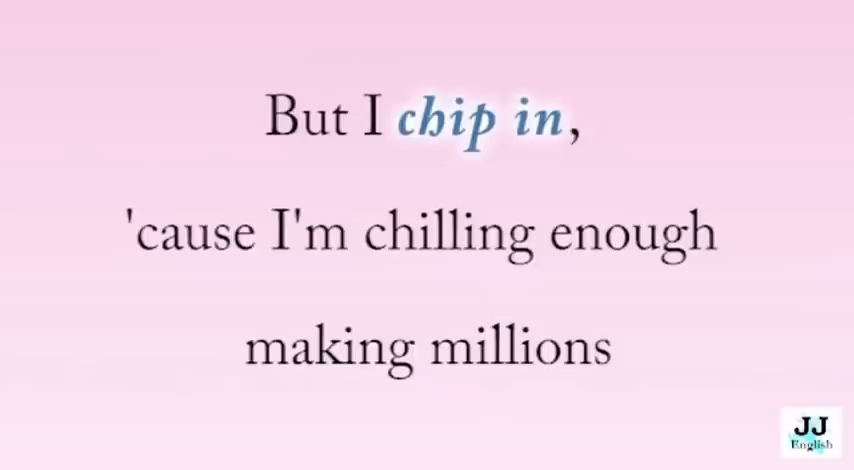 But I chip in,
'cause I'm chilling enough
making millions
JJ
English